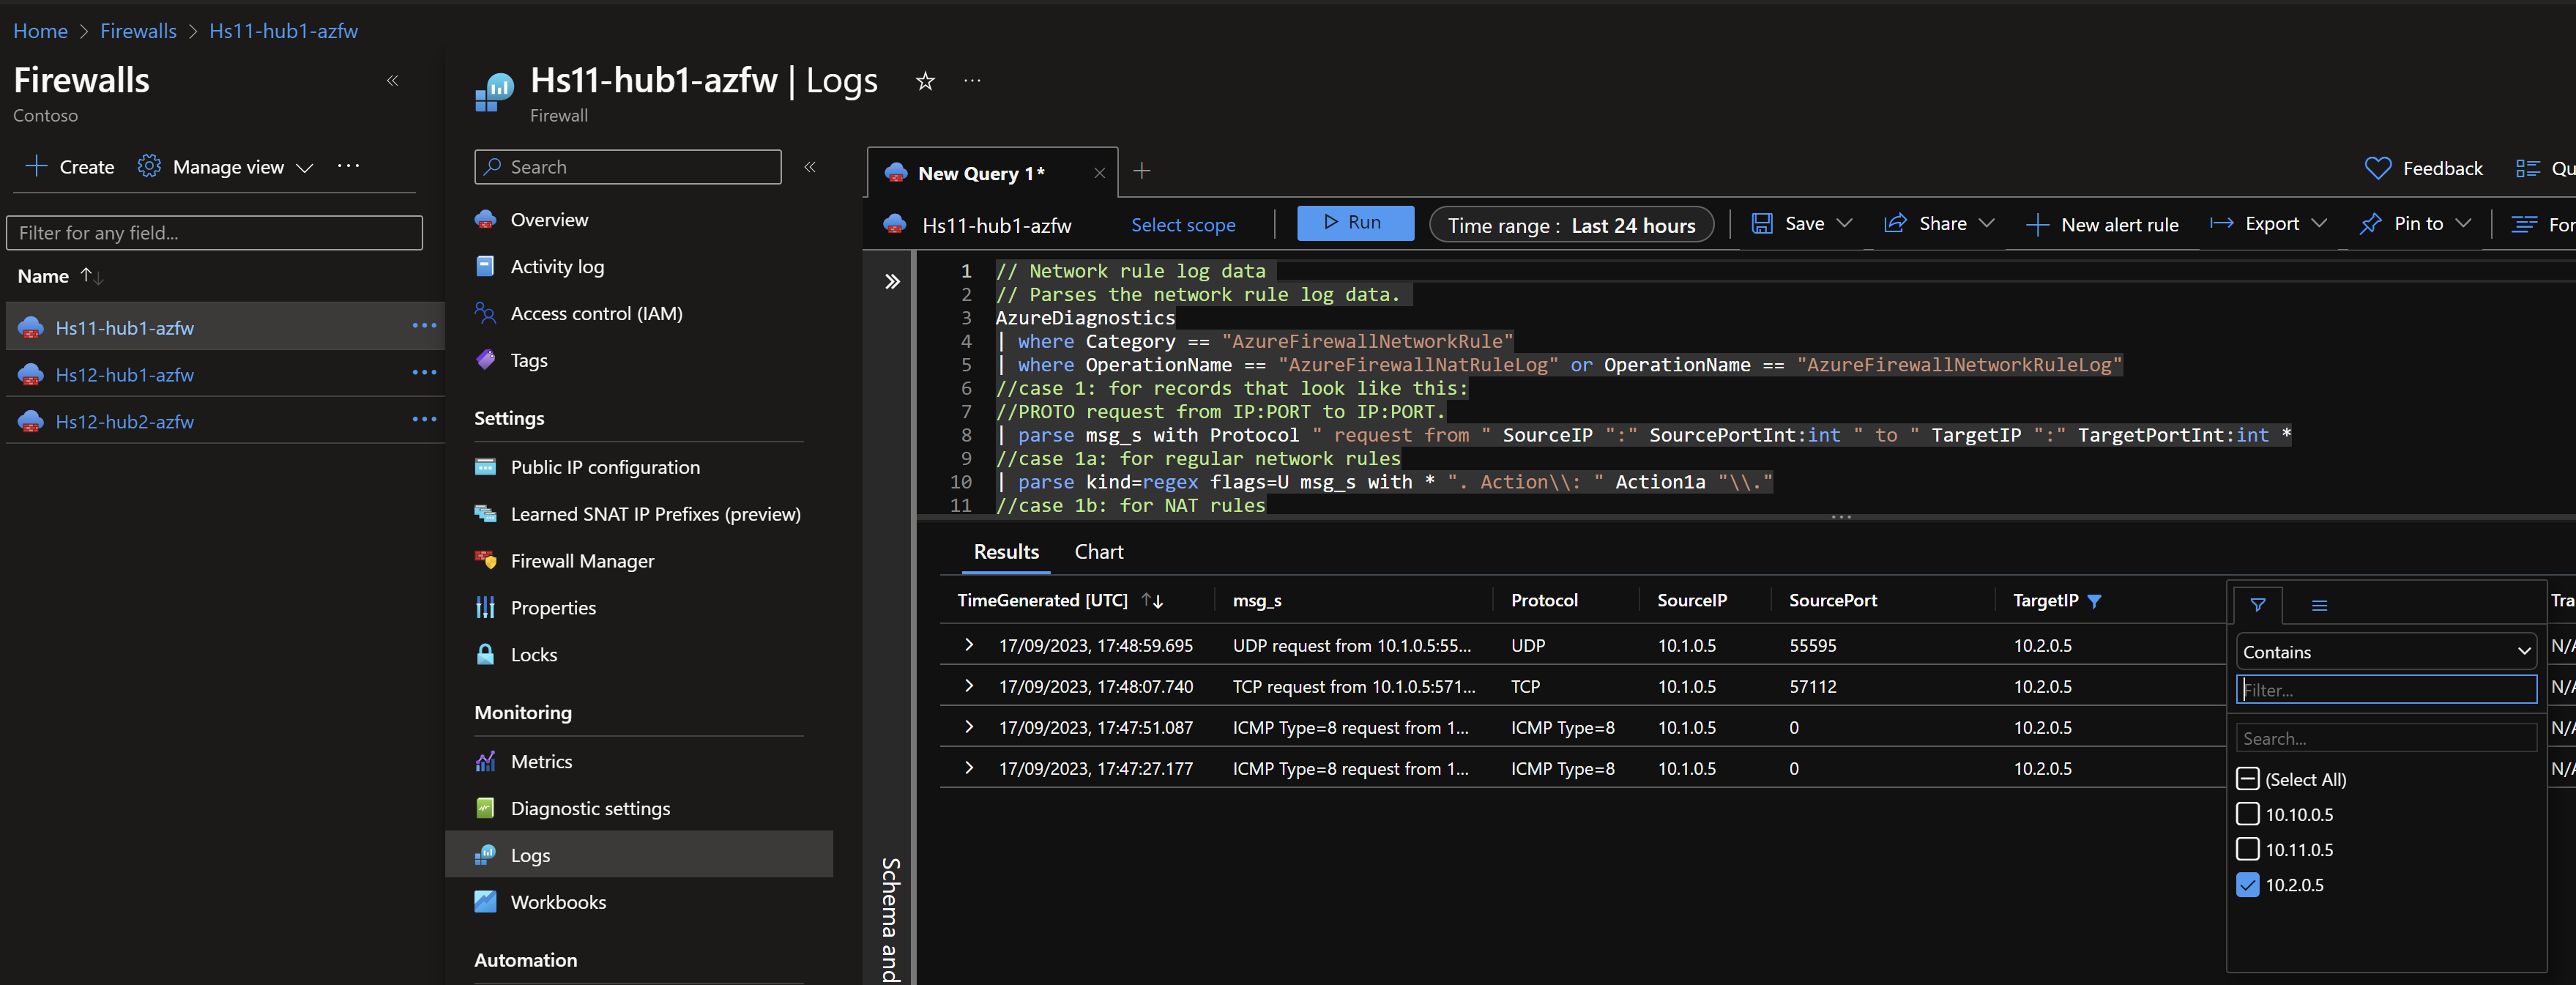 Home > Firewalls > Hs11-hub1-azfw
Firewalls
Contoso
Create Manage view ...
Filter for any field...
Name
Hs11-hub1-azfw
Hs12-hub1-azfw
Hs12-hub2-azfw
Hs11-hub1-azfw | Logs
Firewall
Search
Overview
Activity log
Access control (IAM)
Tags
Settings
Public IP configuration
Learned SNAT IP Prefixes (preview)
Firewall Manager
Properties
Locks
Monitoring
Metrics
Diagnostic settings
Logs
Workbooks
Automation
New Query 1*
Feedback Qu
Hs11-hub1-azfw Select scope Run Time range : Last 24 hours Save Share New alert rule Export Pin to For
1 // Network rule log data
2 // Parses the network rule log data.
3 AzureDiagnostics
4 | where Category == "AzureFirewallNetworkRule"
5 | where OperationName == "AzureFirewallNatRuleLog" or OperationName == "AzureFirewallNetworkRuleLog"
6 //case 1: for records that look like this:
7 //PROTO request from IP:PORT to IP:PORT.
8 | parse msg_s with Protocol " request from " SourceIP ":" SourcePortInt:int " to " TargetIP ":" TargetPortInt:int *
9 //case 1a: for regular network rules
10 | parse kind=regex flags=U msg_s with * ". Action\\: " Action1a "\\."
11 //case 1b: for NAT rules
Schema and
Results Chart
TimeGenerated [UTC] msg_s Protocol SourceIP SourcePort TargetIP Tra
17/09/2023, 17:48:59.695 UDP request from 10.1.0.5:55... UDP 10.1.0.5 55595 10.2.0.5 N/A
17/09/2023, 17:48:07.740 TCP request from 10.1.0.5:571... TCP 10.1.0.5 57112 10.2.0.5 N/A
17/09/2023, 17:47:51.087 ICMP Type=8 request from 1... ICMP Type=8 10.1.0.5 0 10.2.0.5 N/A
17/09/2023, 17:47:27.177 ICMP Type=8 request from 1... ICMP Type=8 10.1.0.5 0 10.2.0.5 N/A
Contains
Filter...
Search...
(Select All)
10.10.0.5
10.11.0.5
10.2.0.5